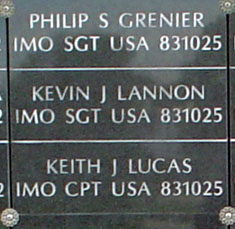 PHILIP S GRENIER
IMO SGT USA 831025
KEVIN J LANNON
IMO SGT USA 831025
KEITH J LUCAS
IMO CPT USA 831025